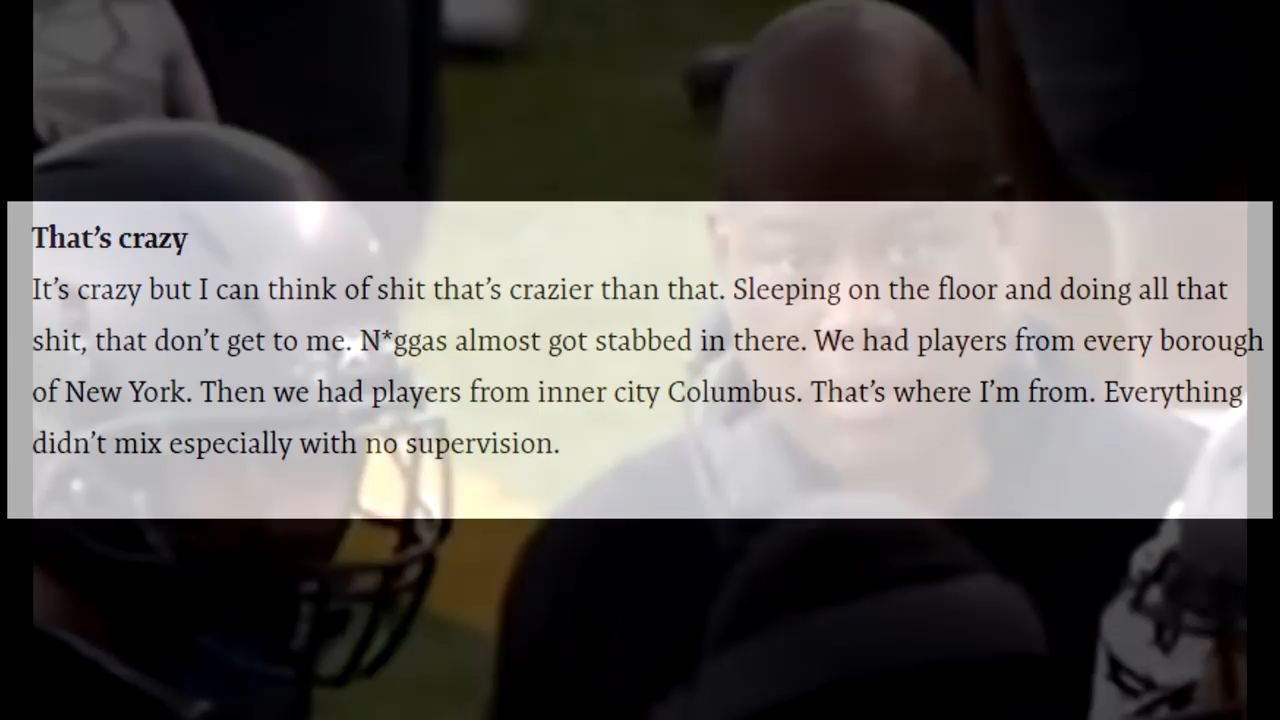 That’s crazy
It’s crazy but I can think of shit that’s crazier than that. Sleeping on the floor and doing all that
shit, that don’t get to me. N*ggas almost got stabbed in there. We had players from every borough
of New York. Then we had players from inner city Columbus. That’s where I’m from. Everything
didn’t mix especially with no supervision.